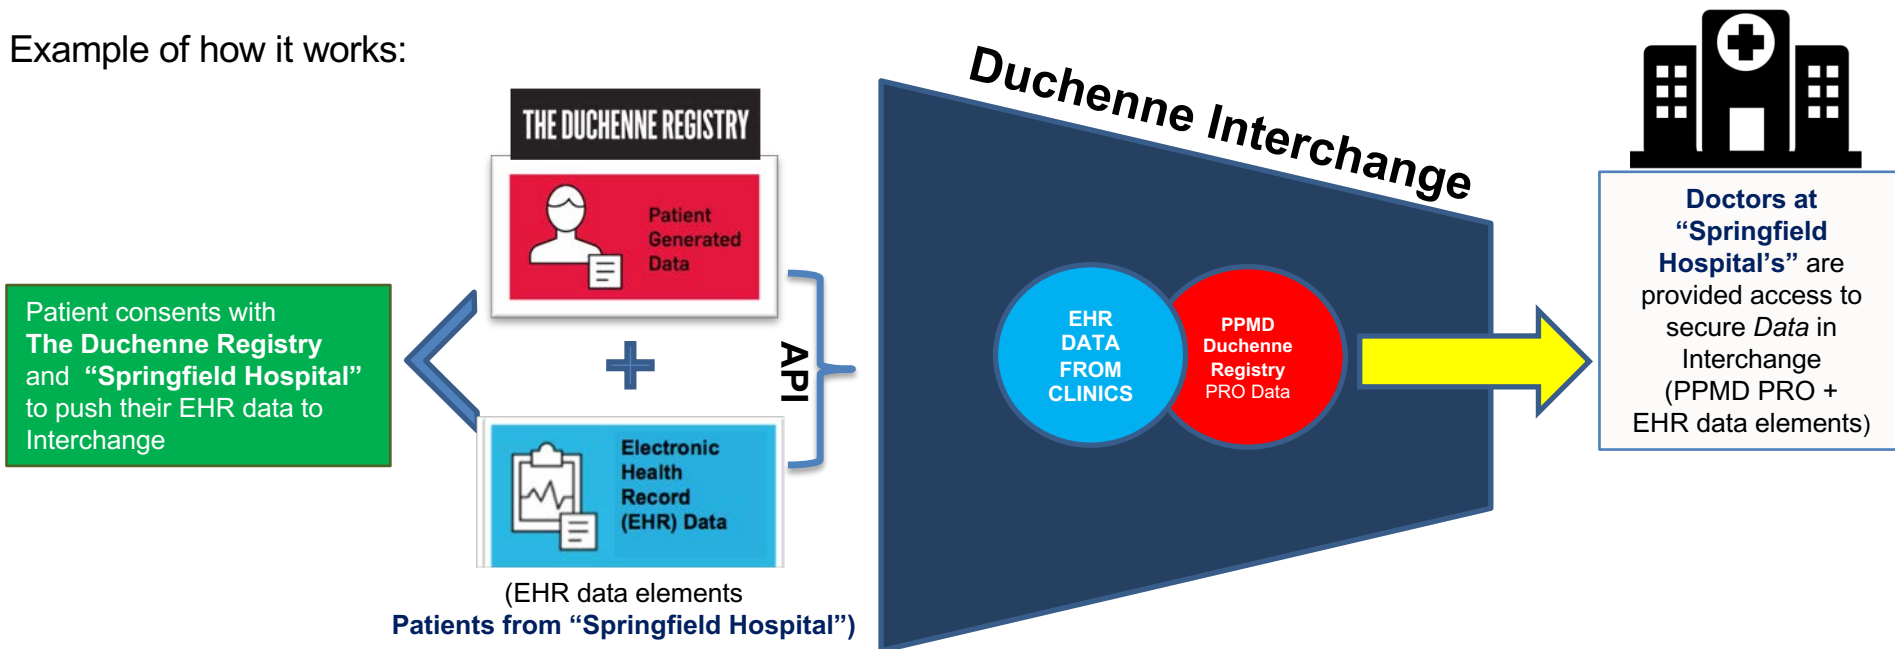 Example of how it works:
Patient consents with
The Duchenne Registry
and “Springfield Hospital”
to push their EHR data to
Interchange
THE DUCHENNE REGISTRY
Patient
Generated
Data
Electronic
Health
Record
(EHR) Data
(EHR data elements
Patients from “Springfield Hospital”)
API
Duchenne Interchange
EHR
DATA
FROM
CLINICS
PPMD
Duchenne
Registry
PRO Data
Doctors at
“Springfield
Hospital’s” are
provided access to
secure Data in
Interchange
(PPMD PRO +
EHR data elements)